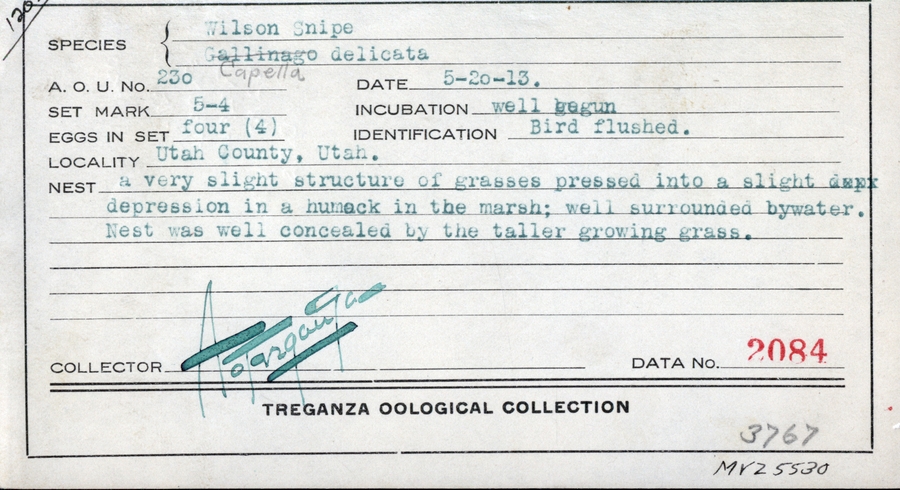 120
SPECIES Wilson Snipe
Gallinago delicata
Capella
A. O. U. No. 230 DATE 5-20-13.
SET MARK 5-4 INCUBATION well begun
EGGS IN SET four (4) IDENTIFICATION Bird flushed.
LOCALITY Utah County, Utah.
NEST a very slight structure of grasses pressed into a slight
depression in a humack in the marsh; well surrounded bywater.
Nest was well concealed by the taller growing grass.
COLLECTOR
DATA No. 2084
TREGANZA OOLOGICAL COLLECTION
3767
MVZ 5530